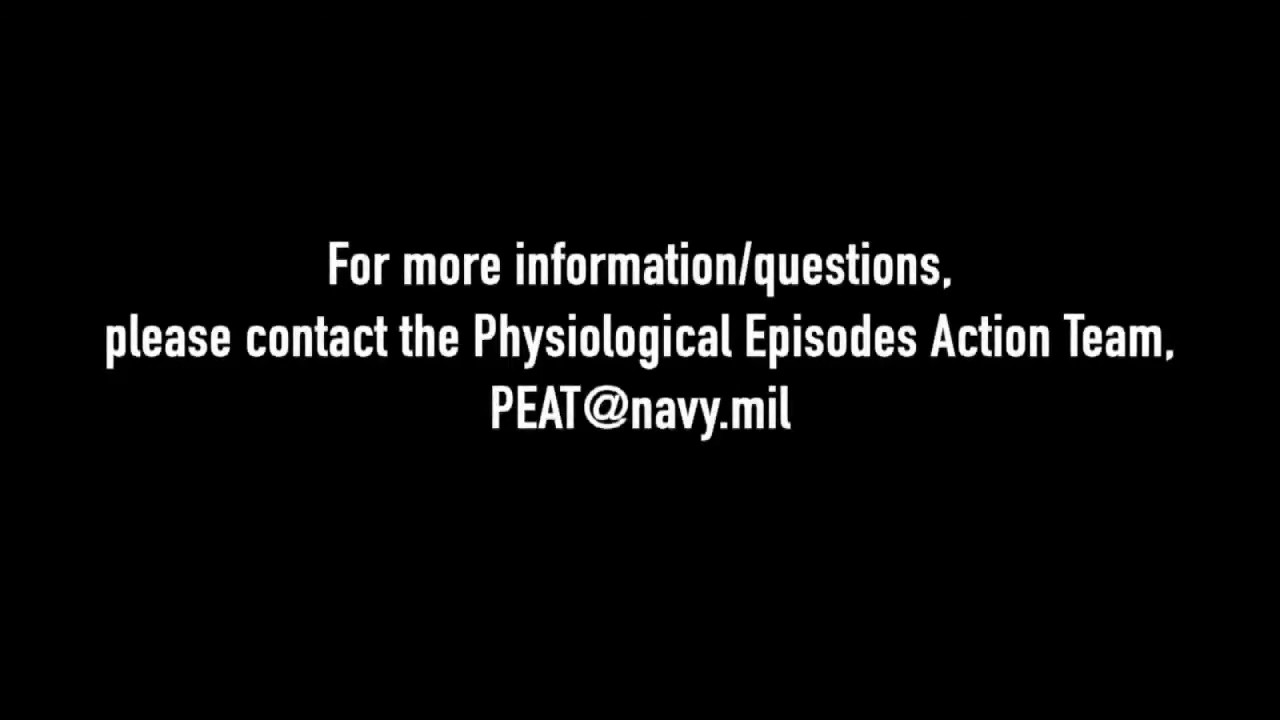 For more information/questions,
please contact the Physiological Episodes Action Team,
PEAT@navy.mil